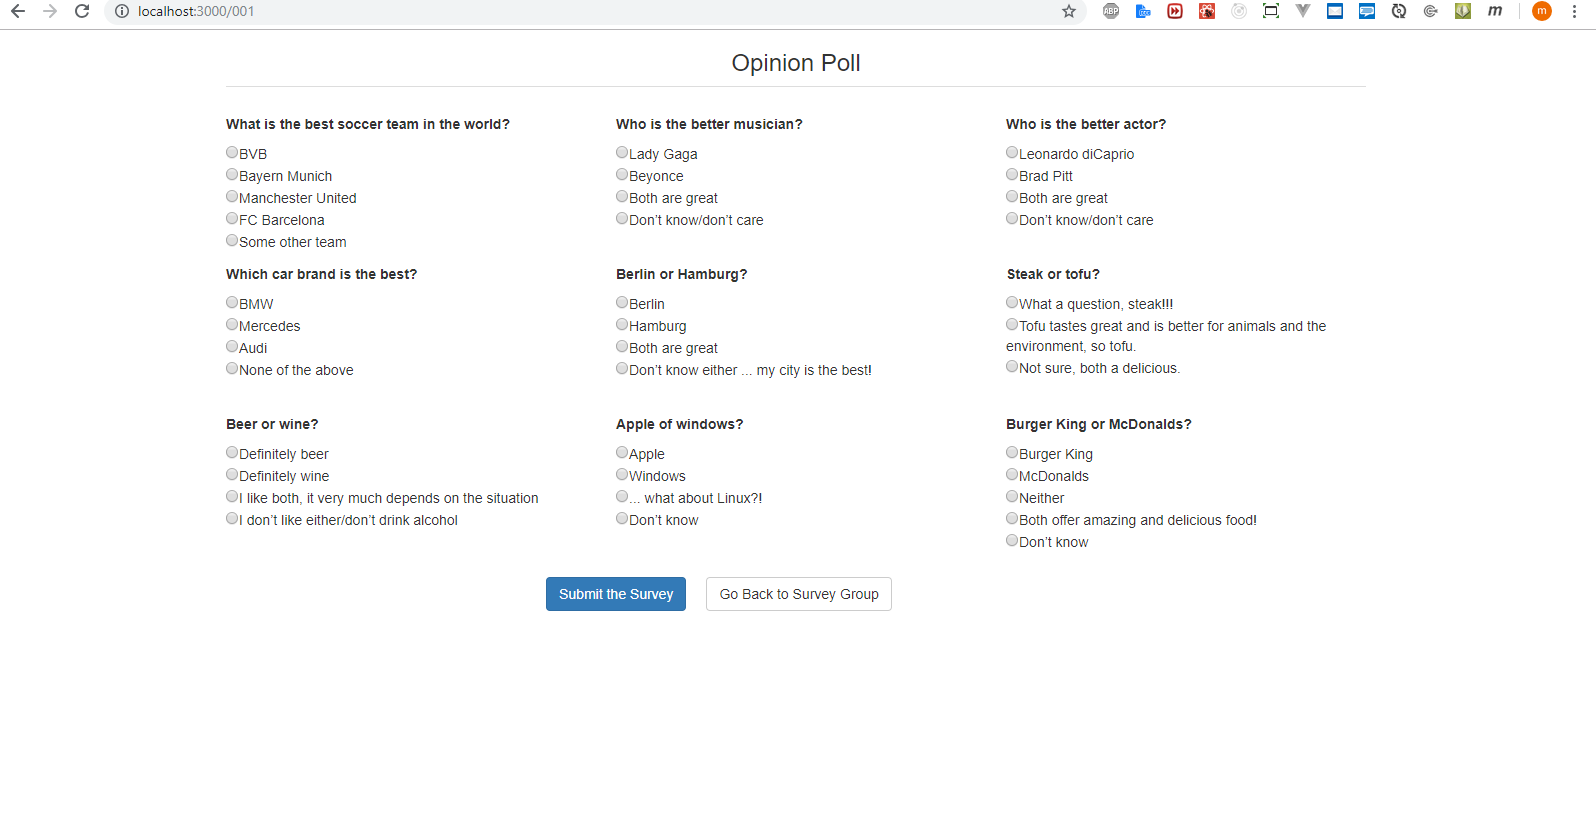 localhost:3000/001
ABP
m
m
Opinion Poll
What is the best soccer team in the world?
BVB
Bayern Munich
Manchester United
FC Barcelona
Some other team
Who is the better musician?
Lady Gaga
Beyonce
Both are great
Don’t know/don’t care
Who is the better actor?
Leonardo diCaprio
Brad Pitt
Both are great
Don’t know/don’t care
Which car brand is the best?
BMW
Mercedes
Audi
None of the above
Berlin or Hamburg?
Berlin
Hamburg
Both are great
Don’t know either ... my city is the best!
Steak or tofu?
What a question, steak!!!
Tofu tastes great and is better for animals and the
environment, so tofu.
Not sure, both a delicious.
Beer or wine?
Definitely beer
Definitely wine
I like both, it very much depends on the situation
I don’t like either/don’t drink alcohol
Apple of windows?
Apple
Windows
... what about Linux?!
Don’t know
Burger King or McDonalds?
Burger King
McDonalds
Neither
Both offer amazing and delicious food!
Don’t know
Submit the Survey
Go Back to Survey Group